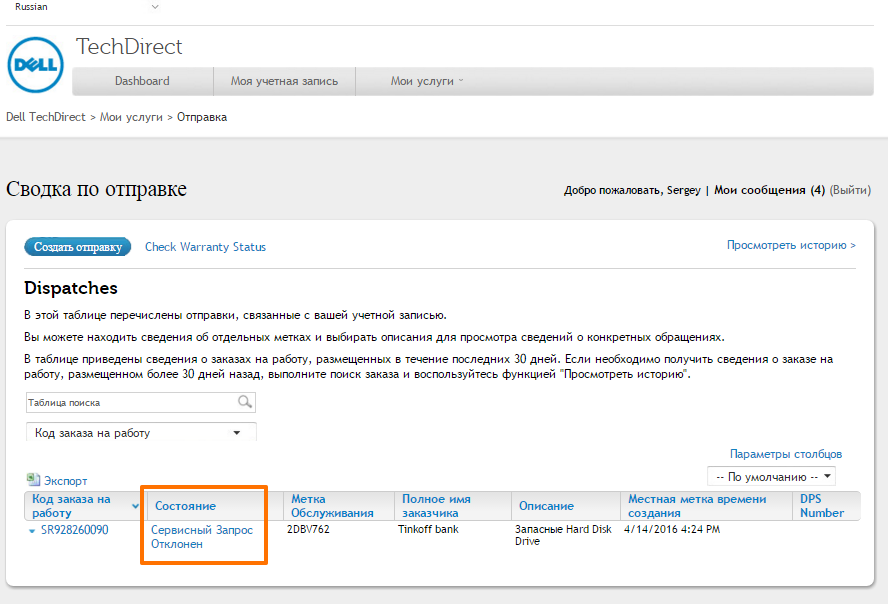 Russian
DELL
TechDirect
Dashboard Моя учетная запись Мои услуги
Dell TechDirect > Мои услуги > Отправка
Сводка по отправке
Добро пожаловать, Sergey | Мои сообщения (4) (Выйти)
Создать отправку Check Warranty Status
Просмотреть историю >
Dispatches
В этой таблице перечислены отправки, связанные с вашей учетной записью.
Вы можете находить сведения об отдельных метках и выбирать описания для просмотра сведений о конкретных обращениях.
В таблице приведены сведения о заказах на работу, размещенных в течение последних 30 дней. Если необходимо получить сведения о заказе на
работу, размещенном более 30 дней назад, выполните поиск заказа и воспользуйтесь функцией "Просмотреть историю".
Таблица поиска
Код заказа на работу
Параметры столбцов
-- По умолчанию --
Экспорт
Код заказа на
работу
Состояние
Метка
Обслуживания
Полное имя
заказчика
Описание
Местная метка времени
создания
DPS
Number
SR928260090
Сервисный Запрос
Отклонен
2DBV762
Tinkoff bank
Запасные Hard Disk
Drive
4/14/2016 4:24 PM